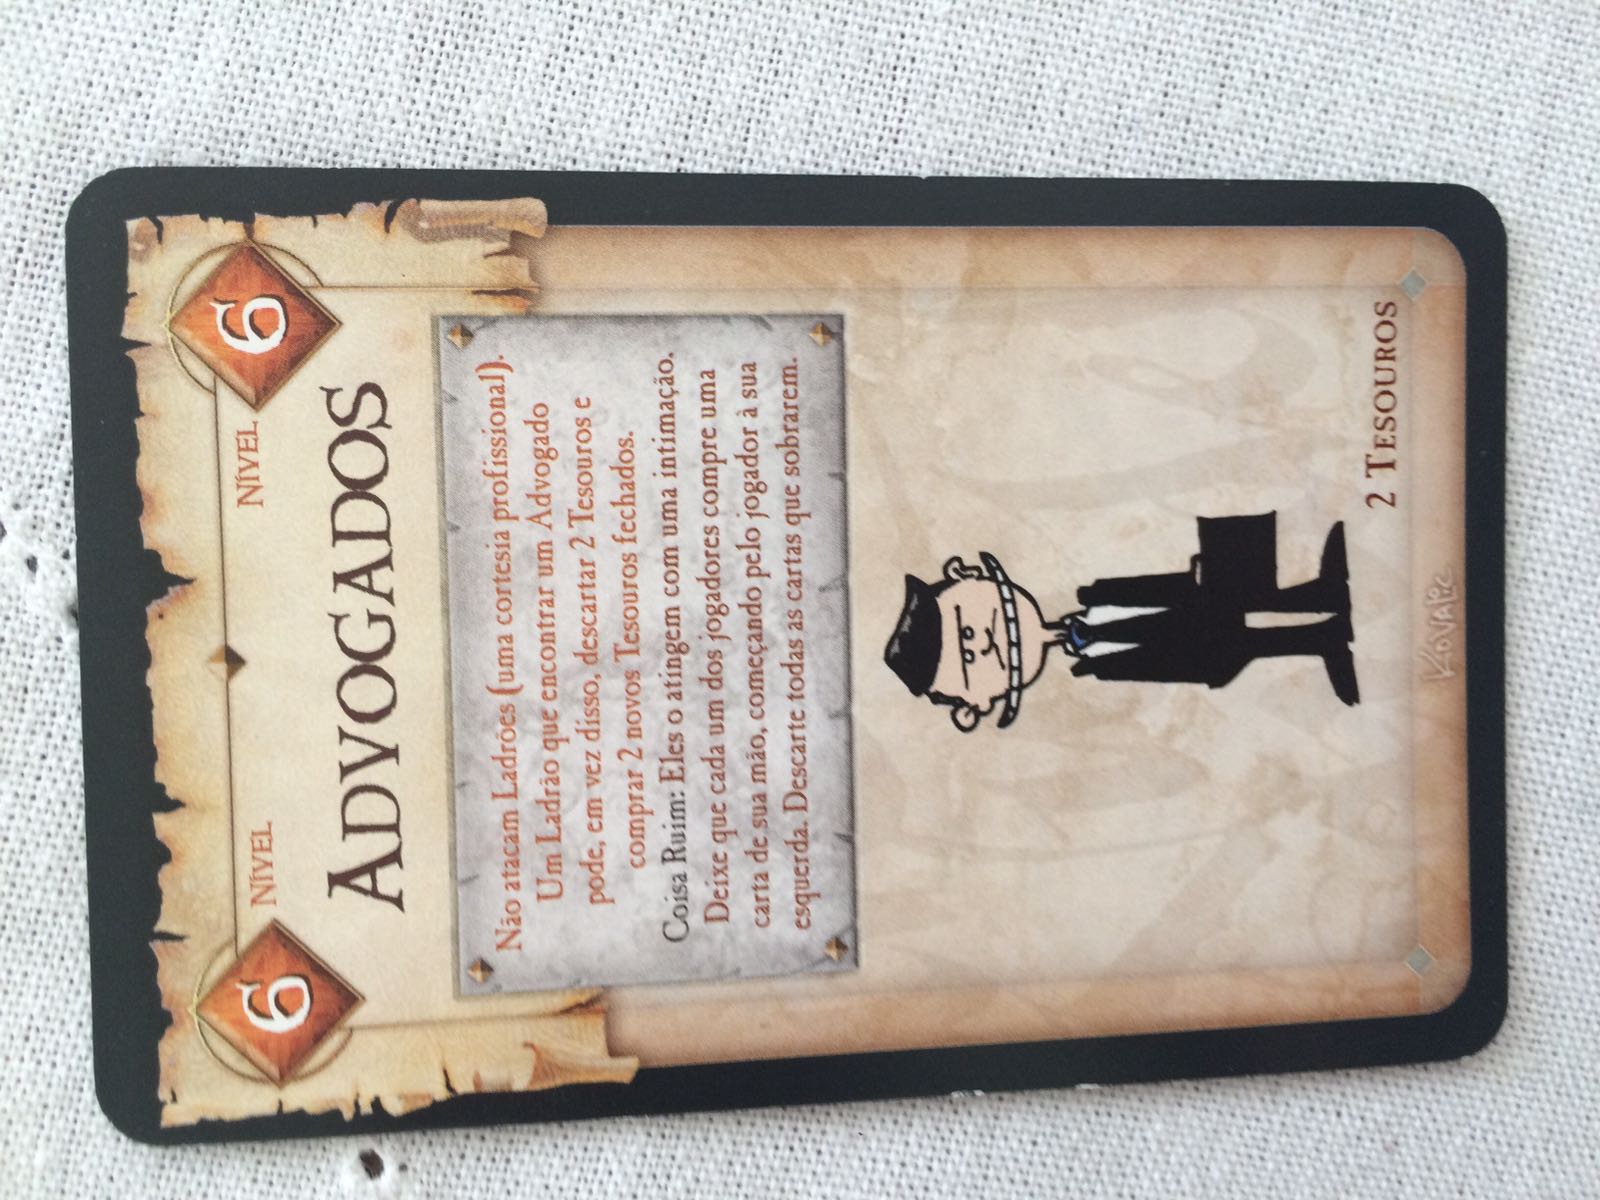 6 Nível Nível 6
Advogados
Não atacam Ladrões (uma cortesia profissional).
Um Ladrão que encontrar um Advogado
pode, em vez disso, descartar 2 Tesouros e
comprar 2 novos Tesouros fechados.
Coisa Ruim: Eles o atingem com uma intimação.
Deixe que cada um dos jogadores compre uma
carta de sua mão, começando pelo jogador à sua
esquerda. Descarte todas as cartas que sobrarem.
2 Tesouros
Kovalic